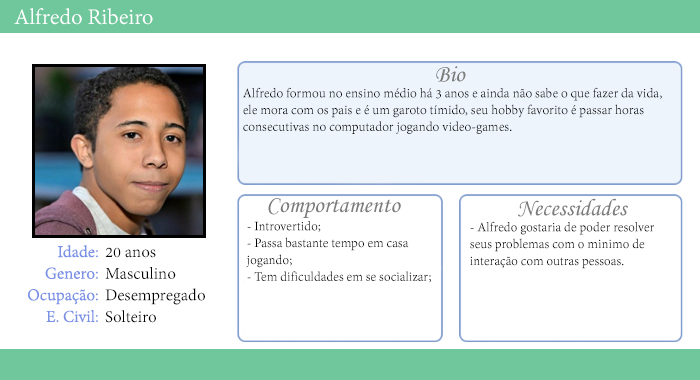 Alfredo Ribeiro
Idade: 20 anos
Genero: Masculino
Ocupação: Desempregado
E. Civil: Solteiro
Bio
Alfredo formou no ensino médio há 3 anos e ainda não sabe o que fazer da vida,
ele mora com os pais e é um garoto tímido, seu hobby favorito é passar horas
consecutivas no computador jogando video-games.
Comportamento
- Introvertido;
- Passa bastante tempo em casa
jogando;
- Tem dificuldades em se socializar;
Necessidades
- Alfredo gostaria de poder resolver
seus problemas com o minimo de
interação com outras pessoas.